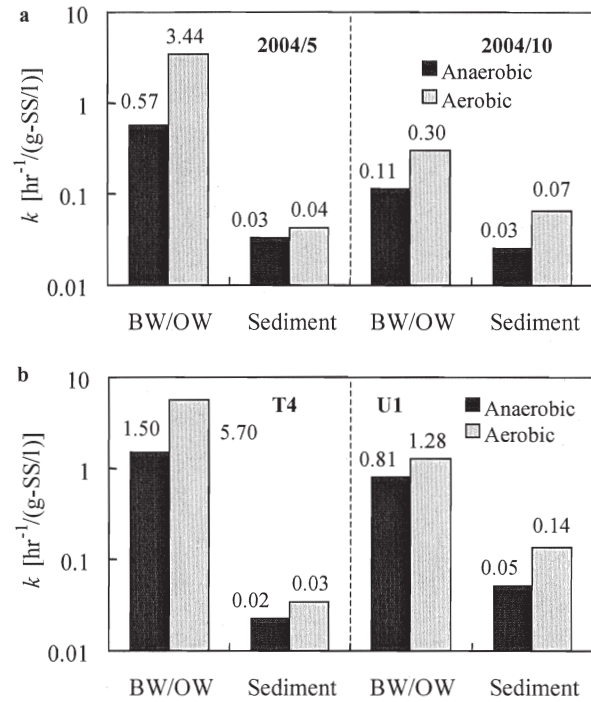 a
10
1
0.1
0.01
k [hr⁻¹/(g-SS/l)]
2004/5
2004/10
Anaerobic
Aerobic
0.57
3.44
0.03
0.04
0.11
0.30
0.03
0.07
BW/OW Sediment BW/OW Sediment
b
10
1
0.1
0.01
k [hr⁻¹/(g-SS/l)]
T4
U1
Anaerobic
Aerobic
1.50
5.70
0.02
0.03
0.81
1.28
0.05
0.14
BW/OW Sediment BW/OW Sediment